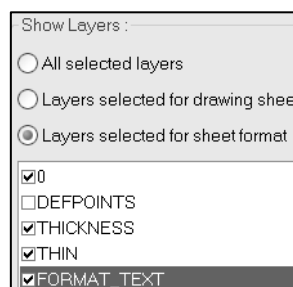 Show Layers :
All selected layers
Layers selected for drawing shee
Layers selected for sheet format
0
DEFPOINTS
THICKNESS
THIN
FORMAT_TEXT